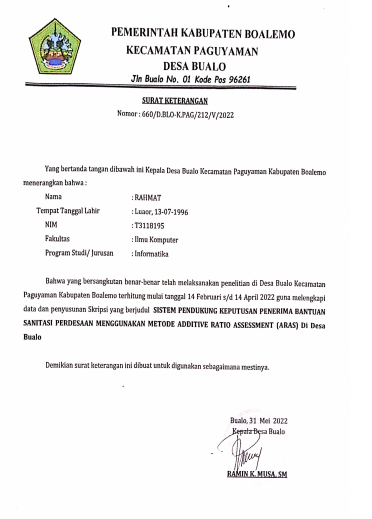 PEMERINTAH KABUPATEN BOALEMO
KECAMATAN PAGUYAMAN
DESA BUALO
Jln Bualo No. 01 Kode Pos 96261
SURAT KETERANGAN
Nomor : 660/D.BLO-K.PAG/212/V/2022
Yang bertanda tangan dibawah ini Kepala Desa Bualo Kecamatan Paguyaman Kabupaten Boalemo
menerangkan bahwa :
Nama : RAHMAT
Tempat Tanggal Lahir : Luaor, 13-07-1996
NIM : T3118195
Fakultas : Ilmu Komputer
Program Studi/ Jurusan : Informatika
Bahwa yang bersangkutan benar-benar telah melaksanakan penelitian di Desa Bualo Kecamatan
Paguyaman Kabupaten Boalemo terhitung mulai tanggal 14 Februari s/d 14 April 2022 guna melengkapi
data dan penyusunan Skripsi yang berjudul SISTEM PENDUKUNG KEPUTUSAN PENERIMA BANTUAN
SANITASI PERDESAAN MENGGUNAKAN METODE ADDITIVE RATIO ASSESSMENT (ARAS) Di Desa
Bualo
Demikian surat keterangan ini dibuat untuk digunakan sebagaimana mestinya.
Bualo, 31 Mei 2022
Kepala Desa Bualo
RAMIN K. MUSA, SM